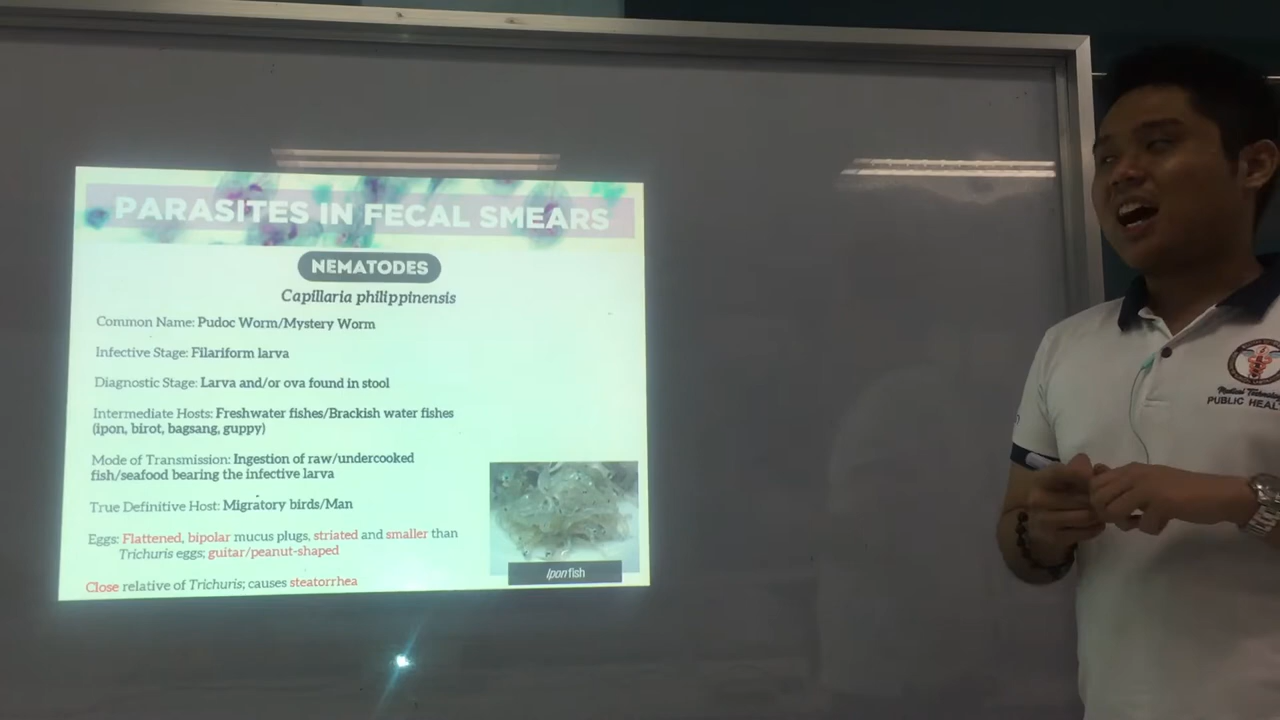 PARASITES IN FECAL SMEARS
NEMATODES
Capillaria philippinensis
Common Name: Pudoc Worm/Mystery Worm
Infective Stage: Filariform larva
Diagnostic Stage: Larva and/or ova found in stool
Intermediate Hosts: Freshwater fishes/Brackish water fishes
(ipon, birot, bagsang, guppy)
Mode of Transmission: Ingestion of raw/undercooked
fish/seafood bearing the infective larva
True Definitive Host: Migratory birds/Man
Eggs: Flattened, bipolar mucus plugs, striated and smaller than
Trichuris eggs; guitar/peanut-shaped
Close relative of Trichuris; causes steatorrhea
Ipon fish
PUBLIC